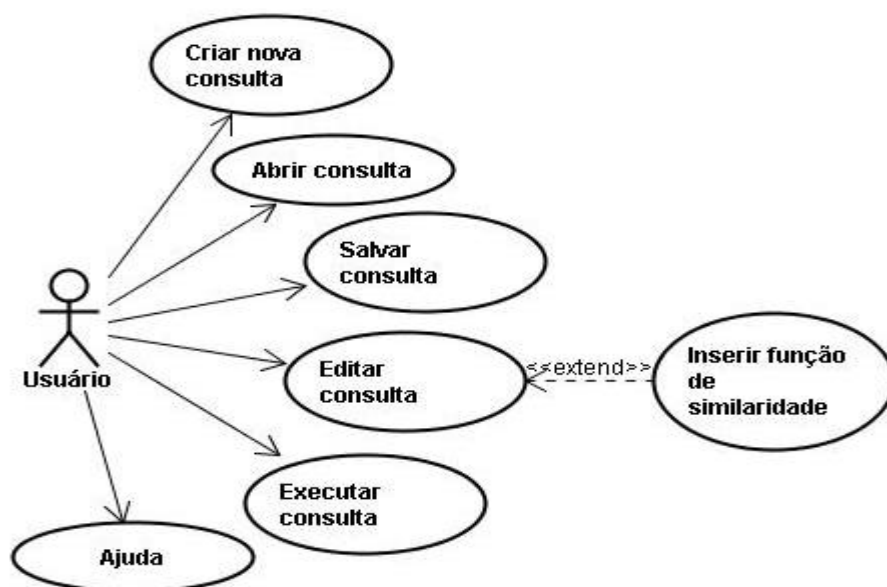 Criar nova
consulta
Abrir consulta
Salvar
consulta
Usuário
Editar
consulta
<<extend>>
Inserir função
de
similaridade
Executar
consulta
Ajuda